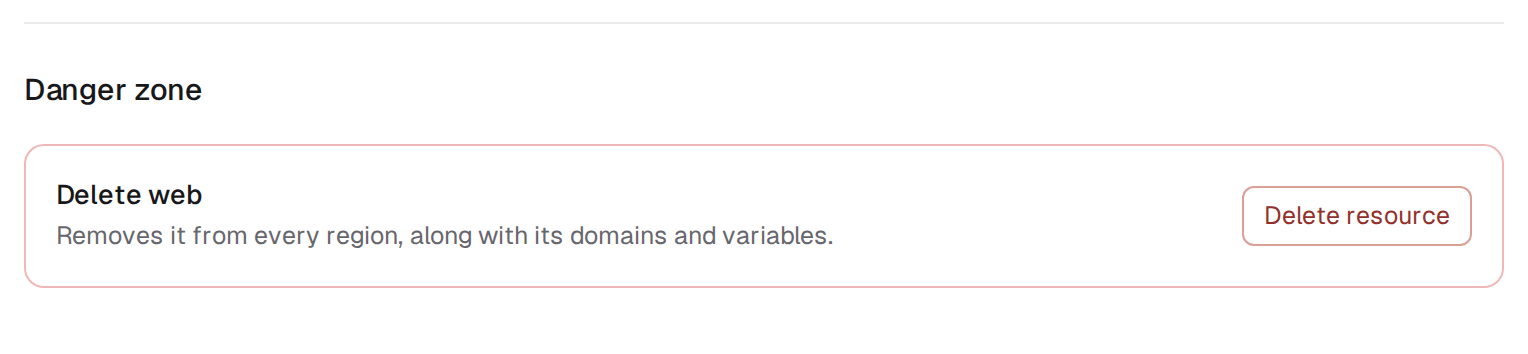 Danger zone
Delete web
Removes it from every region, along with its domains and variables.
Delete resource